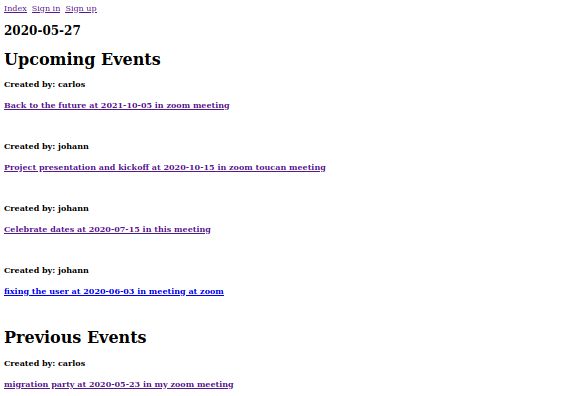 Index Sign in Sign up
2020-05-27
Upcoming Events
Created by: carlos
Back to the future at 2021-10-05 in zoom meeting
Created by: johann
Project presentation and kickoff at 2020-10-15 in zoom toucan meeting
Created by: johann
Celebrate dates at 2020-07-15 in this meeting
Created by: johann
fixing the user at 2020-06-03 in meeting at zoom
Previous Events
Created by: carlos
migration party at 2020-05-23 in my zoom meeting